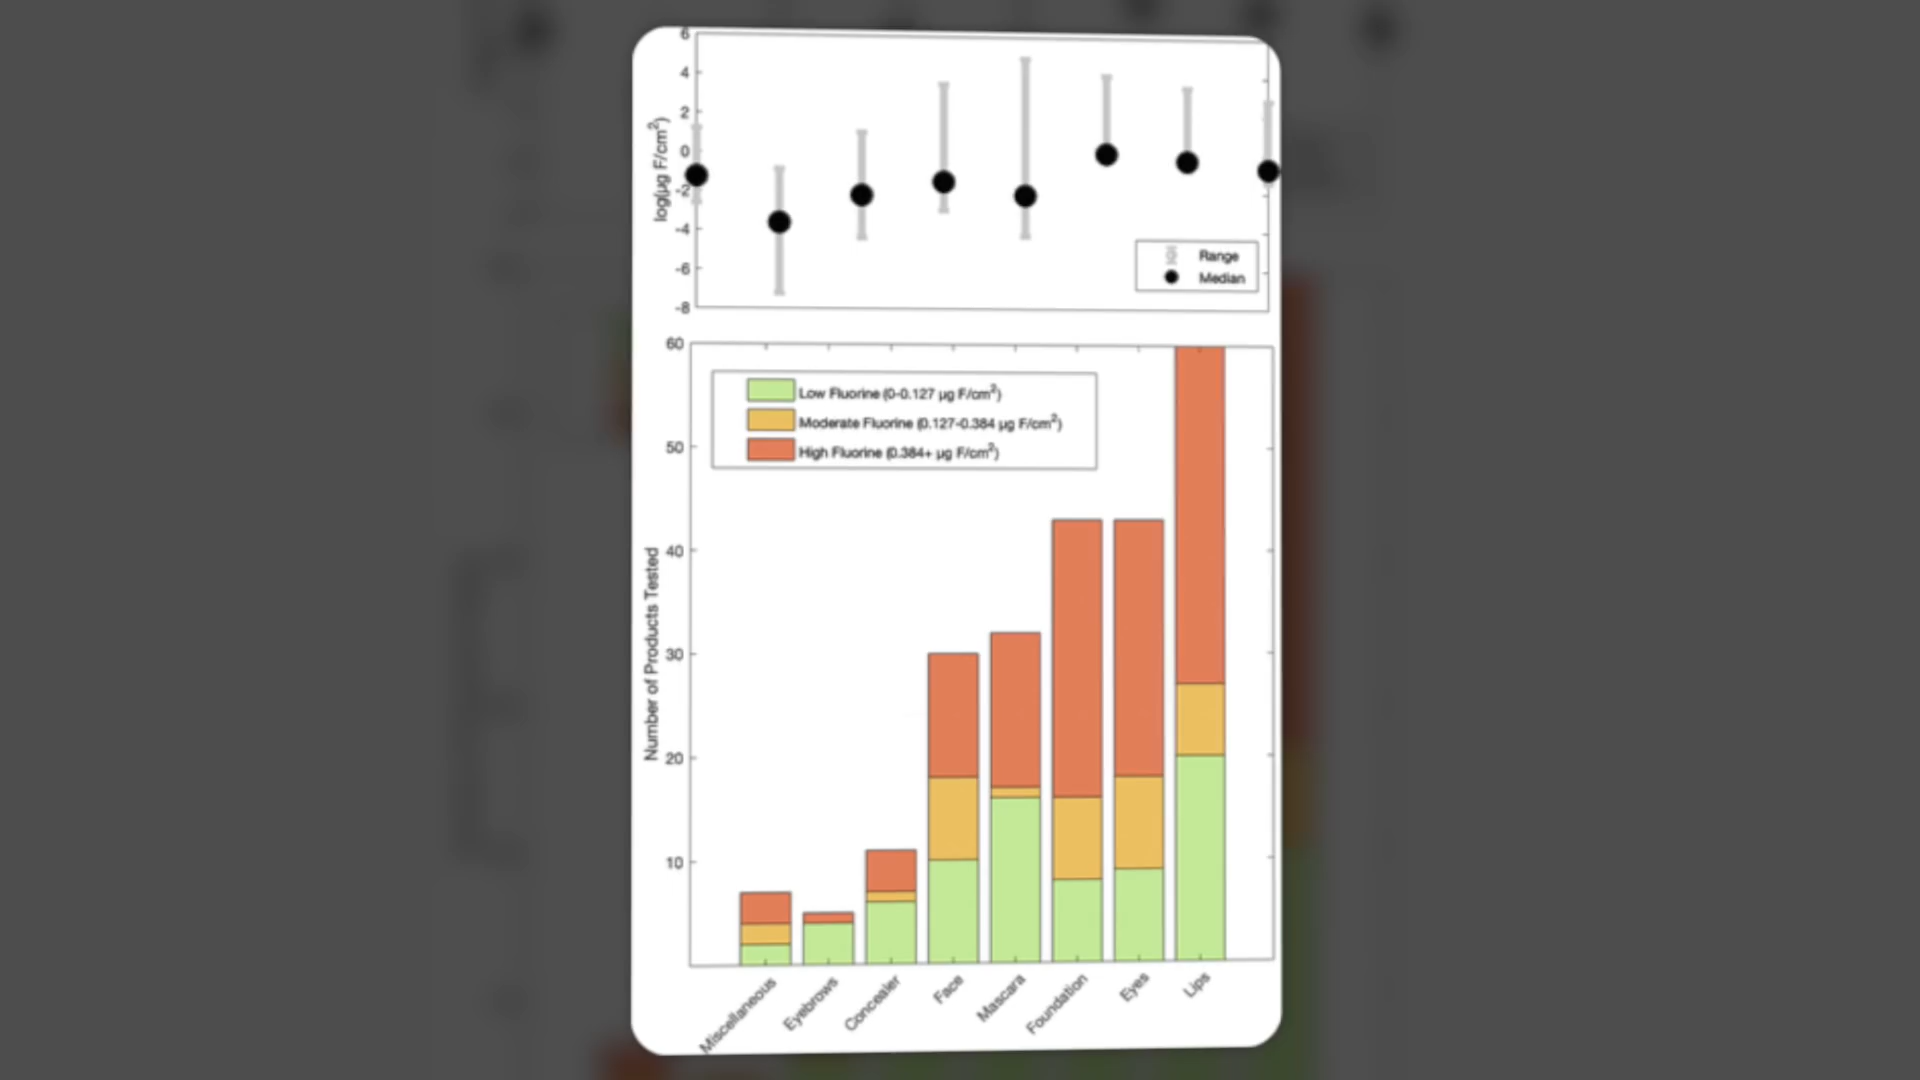 6
4
2
0
-2
-4
-6
-8
log(µg F/cm²)
Range
Median
60
50
40
30
20
10
Number of Products Tested
Low Fluorine (0-0.127 µg F/cm²)
Moderate Fluorine (0.127-0.384 µg F/cm²)
High Fluorine (0.384+ µg F/cm²)
Miscellaneous
Eyebrows
Concealer
Face
Mascara
Foundation
Eyes
Lips